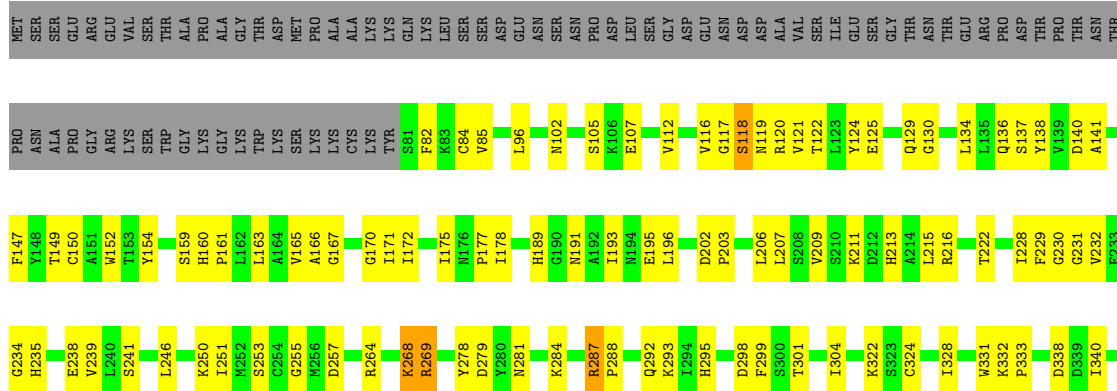 MET SER SER GLU ARG GLU VAL SER THR ALA PRO ALA GLY THR ASP MET PRO ALA ALA LYS LYS GLN LYS LEU SER SER ASP GLU ASN SER ASN PRO ASP LEU SER GLY ASP GLU ASN ASP ASP ALA VAL SER ILE GLU SER GLY THR ASN THR GLU ARG PRO ASP THR PRO THR ASN THR
PRO ASN ALA PRO GLY ARG LYS SER TRP GLY LYS GLY LYS TRP LYS SER LYS LYS CYS LYS TYR S81 F82 K83 C84 V85 L96 N102 S105 K106 E107 V112 V116 G117 S118 N119 R120 V121 T122 L123 Y124 E125 Q129 G130 L134 L135 Q136 S137 Y138 V139 D140 A141
F147 Y148 T149 C150 A151 W152 T153 Y154 S159 H160 P161 L162 L163 A164 V165 A166 G167 G170 I171 I172 I175 N176 P177 I178 H189 G190 N191 A192 I193 N194 E195 L196 D202 P203 L206 L207 S208 V209 S210 K211 D212 H213 A214 L215 R216 T222 I228 F229 G230 G231 V232 E233
G234 H235 E238 V239 L240 S241 L246 K250 I251 M252 S253 C254 G255 M256 D257 R264 K268 R269 Y278 D279 Y280 N281 K284 R287 P288 Q292 K293 I294 H295 D298 F299 S300 T301 I304 K322 S323 C324 I328 W331 K332 P333 D338 D339 I340